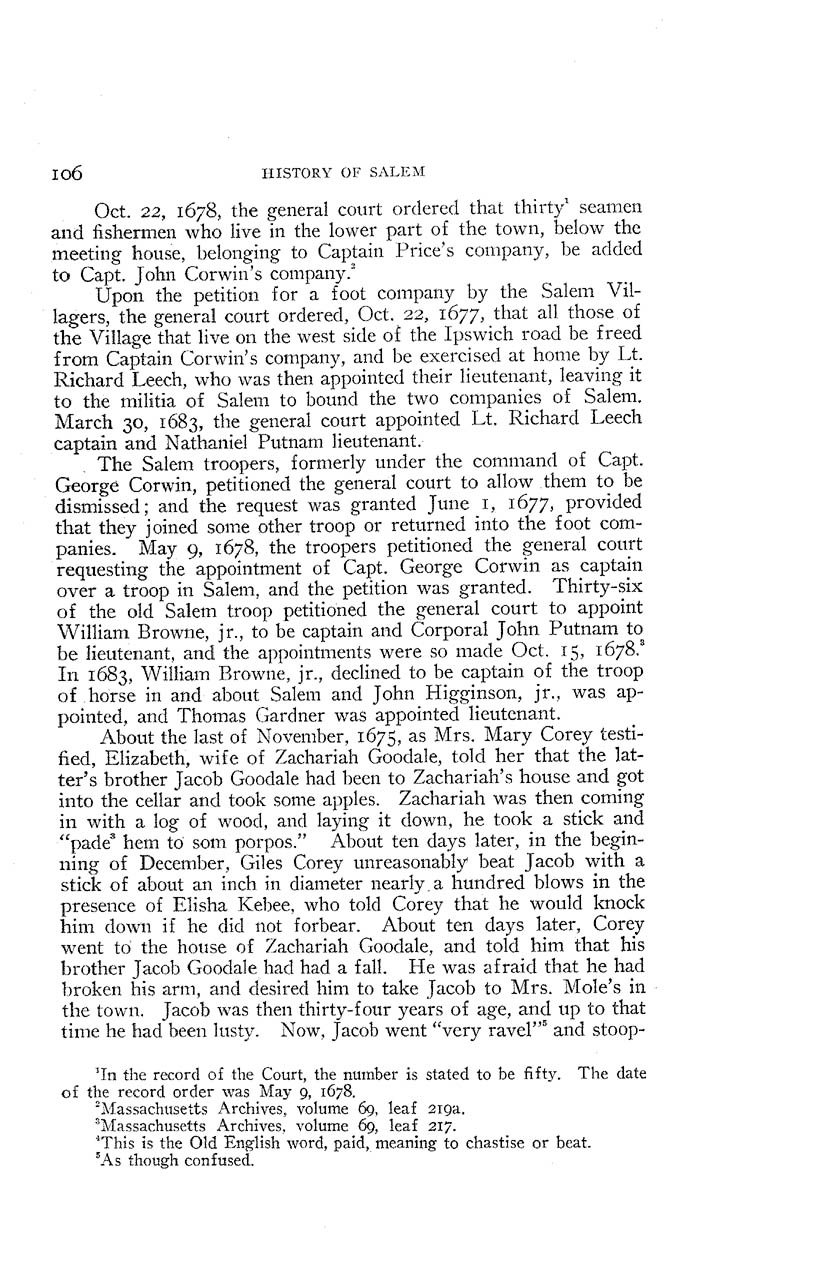 106 HISTORY OF SALEM
Oct. 22, 1678, the general court ordered that thirty¹ seamen
and fishermen who live in the lower part of the town, below the
meeting house, belonging to Captain Price's company, be added
to Capt. John Corwin's company.²
Upon the petition for a foot company by the Salem Vil-
lagers, the general court ordered, Oct. 22, 1677, that all those of
the Village that live on the west side of the Ipswich road be freed
from Captain Corwin's company, and be exercised at home by Lt.
Richard Leech, who was then appointed their lieutenant, leaving it
to the militia of Salem to bound the two companies of Salem.
March 30, 1683, the general court appointed Lt. Richard Leech
captain and Nathaniel Putnam lieutenant.
The Salem troopers, formerly under the command of Capt.
George Corwin, petitioned the general court to allow them to be
dismissed; and the request was granted June 1, 1677, provided
that they joined some other troop or returned into the foot com-
panies. May 9, 1678, the troopers petitioned the general court
requesting the appointment of Capt. George Corwin as captain
over a troop in Salem, and the petition was granted. Thirty-six
of the old Salem troop petitioned the general court to appoint
William Browne, jr., to be captain and Corporal John Putnam to
be lieutenant, and the appointments were so made Oct. 15, 1678.³
In 1683, William Browne, jr., declined to be captain of the troop
of horse in and about Salem and John Higginson, jr., was ap-
pointed, and Thomas Gardner was appointed lieutenant.
About the last of November, 1675, as Mrs. Mary Corey testi-
fied, Elizabeth, wife of Zachariah Goodale, told her that the lat-
ter's brother Jacob Goodale had been to Zachariah's house and got
into the cellar and took some apples. Zachariah was then coming
in with a log of wood, and laying it down, he took a stick and
"pade³ hem to som porpos." About ten days later, in the begin-
ning of December, Giles Corey unreasonably beat Jacob with a
stick of about an inch in diameter nearly a hundred blows in the
presence of Elisha Kebee, who told Corey that he would knock
him down if he did not forbear. About ten days later, Corey
went to the house of Zachariah Goodale, and told him that his
brother Jacob Goodale had had a fall. He was afraid that he had
broken his arm, and desired him to take Jacob to Mrs. Mole's in
the town. Jacob was then thirty-four years of age, and up to that
time he had been lusty. Now, Jacob went "very ravel"⁵ and stoop-
¹In the record of the Court, the number is stated to be fifty. The date
of the record order was May 9, 1678.
²Massachusetts Archives, volume 69, leaf 219a.
³Massachusetts Archives, volume 69, leaf 217.
⁴This is the Old English word, paid, meaning to chastise or beat.
⁵As though confused.